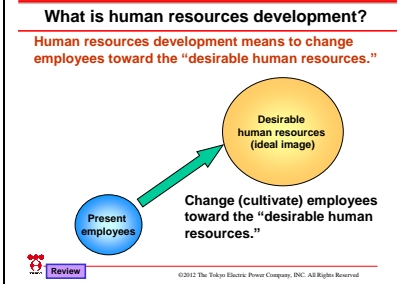 What is human resources development?
Human resources development means to change
employees toward the “desirable human resources.”
Desirable
human resources
(ideal image)
Change (cultivate) employees
toward the “desirable human
resources.”
Present
employees
Review
©2012 The Tokyo Electric Power Company, INC. All Rights Reserved